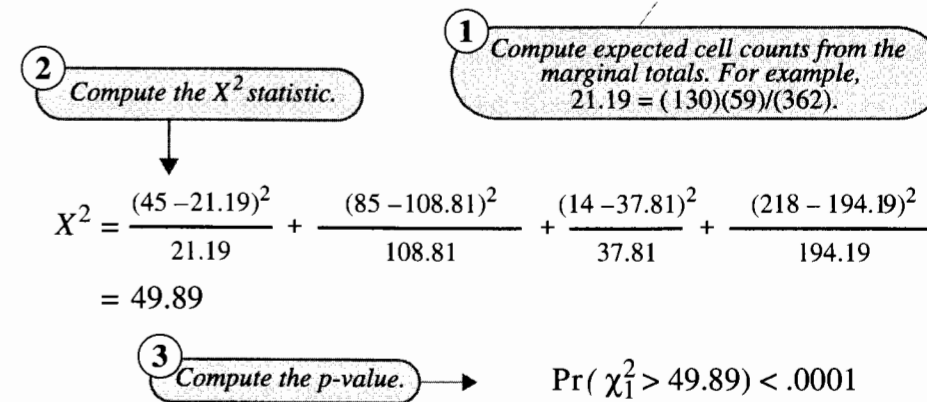 1
Compute expected cell counts from the
marginal totals. For example,
21.19 = (130)(59)/(362).
2
Compute the X² statistic.
X² = (45 – 21.19)²/21.19 + (85 – 108.81)²/108.81 + (14 – 37.81)²/37.81 + (218 – 194.19)²/194.19
= 49.89
3
Compute the p-value.
Pr( χ²₁ > 49.89) < .0001